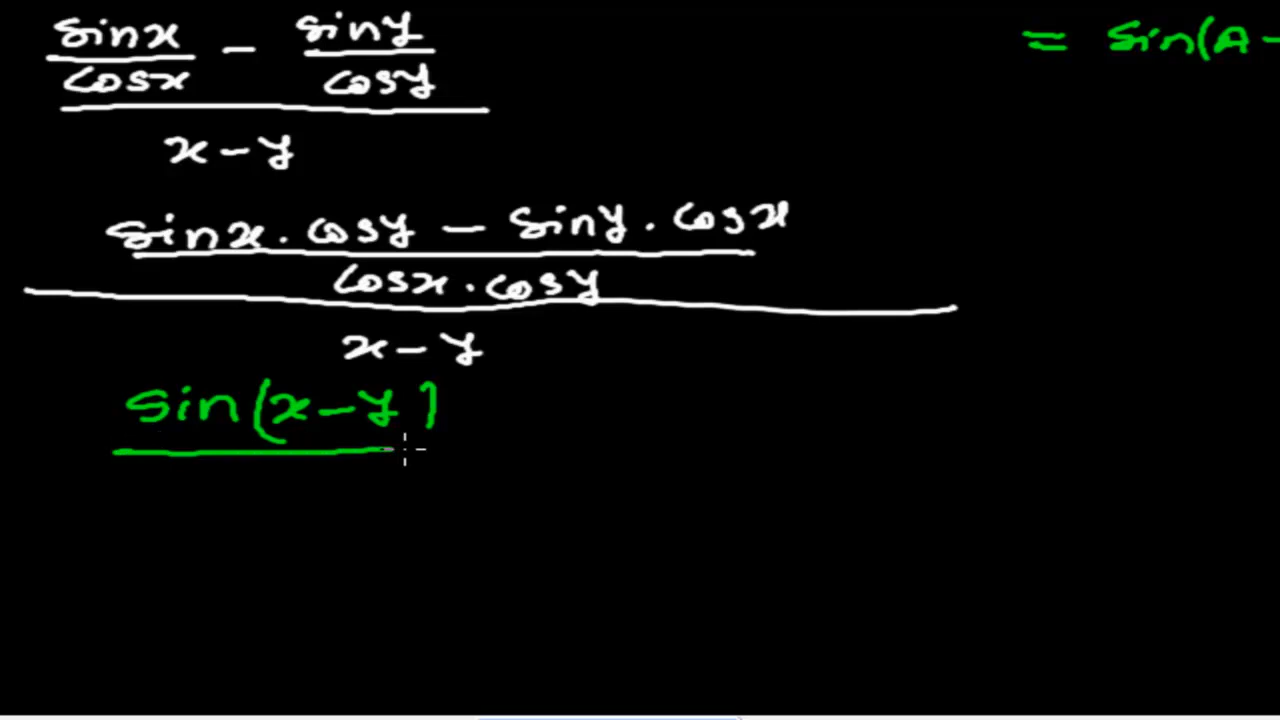 sinx - siny = sin(A-
cosx cosy
x-y
sinx.cosy - siny.cosx
cosx.cosy
x-y
sin(x-y)